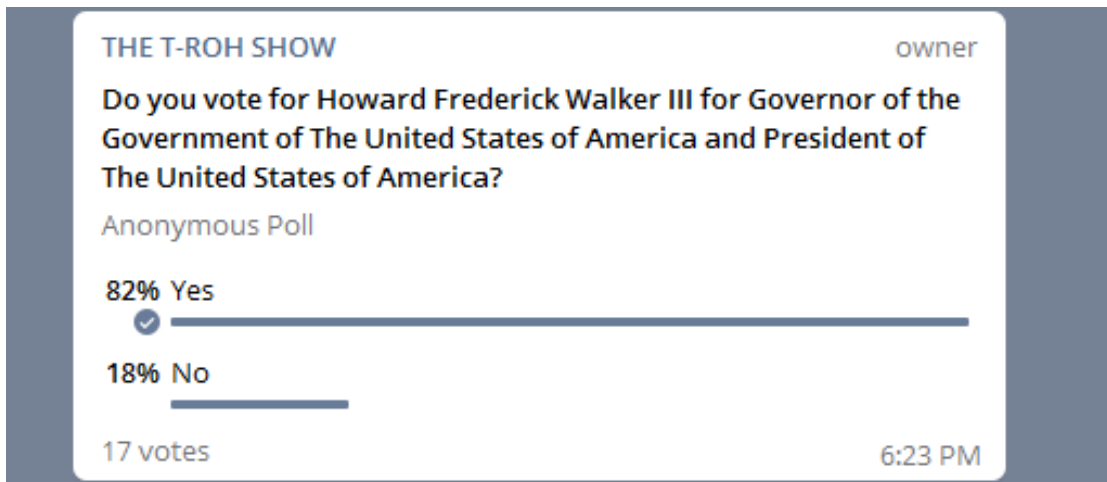 THE T-ROH SHOW owner
Do you vote for Howard Frederick Walker III for Governor of the
Government of The United States of America and President of
The United States of America?
Anonymous Poll
82% Yes
18% No
17 votes 6:23 PM